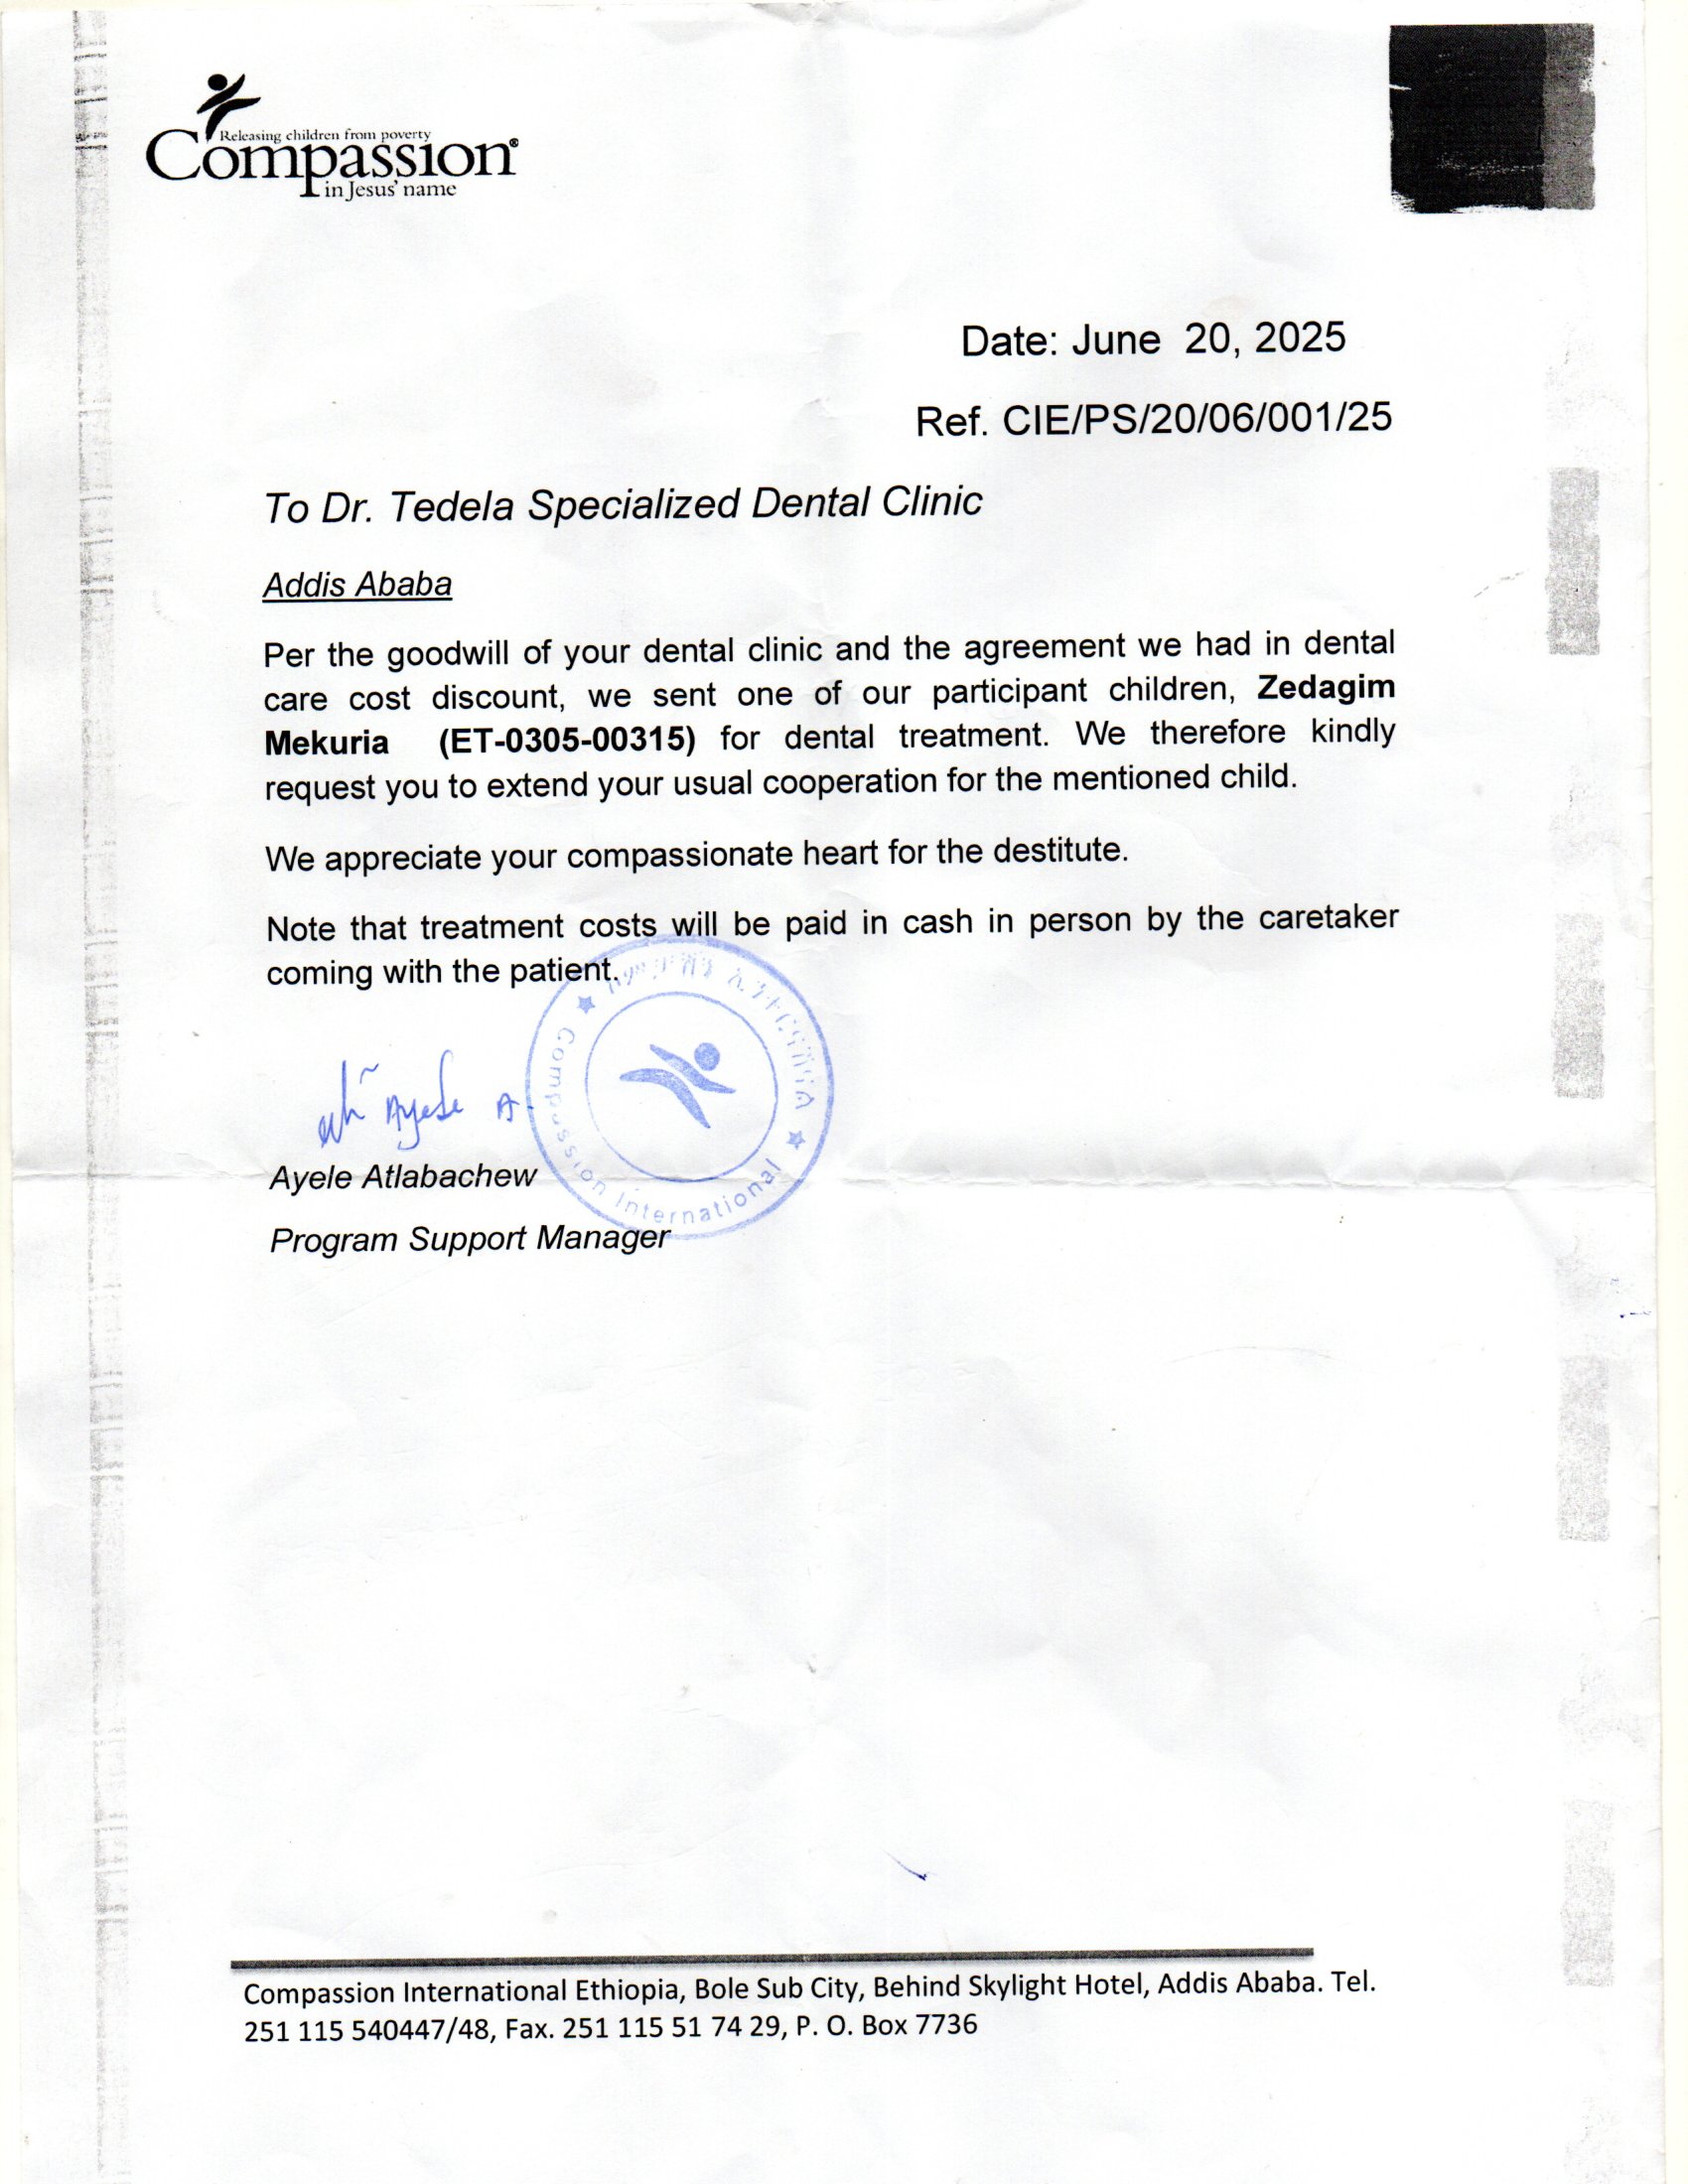 Releasing children from poverty
Compassion®
in Jesus' name
Date: June 20, 2025
Ref. CIE/PS/20/06/001/25
To Dr. Tedela Specialized Dental Clinic
Addis Ababa
Per the goodwill of your dental clinic and the agreement we had in dental
care cost discount, we sent one of our participant children, Zedagim
Mekuria (ET-0305-00315) for dental treatment. We therefore kindly
request you to extend your usual cooperation for the mentioned child.
We appreciate your compassionate heart for the destitute.
Note that treatment costs will be paid in cash in person by the caretaker
coming with the patient.
ኢንተርናሽናል
Compassion International
Ayele A.
Ayele Atlabachew
Program Support Manager
Compassion International Ethiopia, Bole Sub City, Behind Skylight Hotel, Addis Ababa. Tel.
251 115 540447/48, Fax. 251 115 51 74 29, P. O. Box 7736